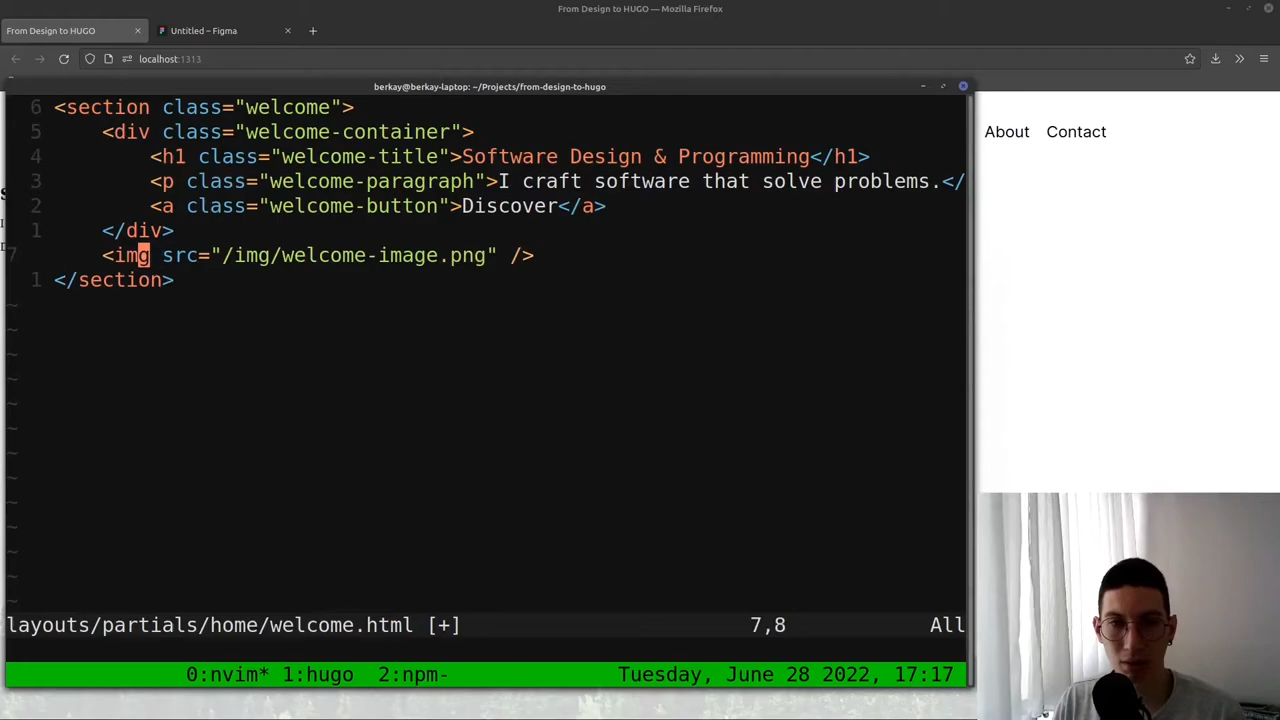 From Design to HUGO — Mozilla Firefox
From Design to HUGO
Untitled – Figma
localhost:1313
berkay@berkay-laptop: ~/Projects/from-design-to-hugo
About Contact
6 <section class="welcome">
5 <div class="welcome-container">
4 <h1 class="welcome-title">Software Design & Programming</h1>
3 <p class="welcome-paragraph">I craft software that solve problems.</
2 <a class="welcome-button">Discover</a>
1 </div>
7 <img src="/img/welcome-image.png" />
1 </section>
~
~
~
~
~
~
~
~
~
~
~
~
~
layouts/partials/home/welcome.html [+] 7,8 All
0:nvim* 1:hugo 2:npm- Tuesday, June 28 2022, 17:17